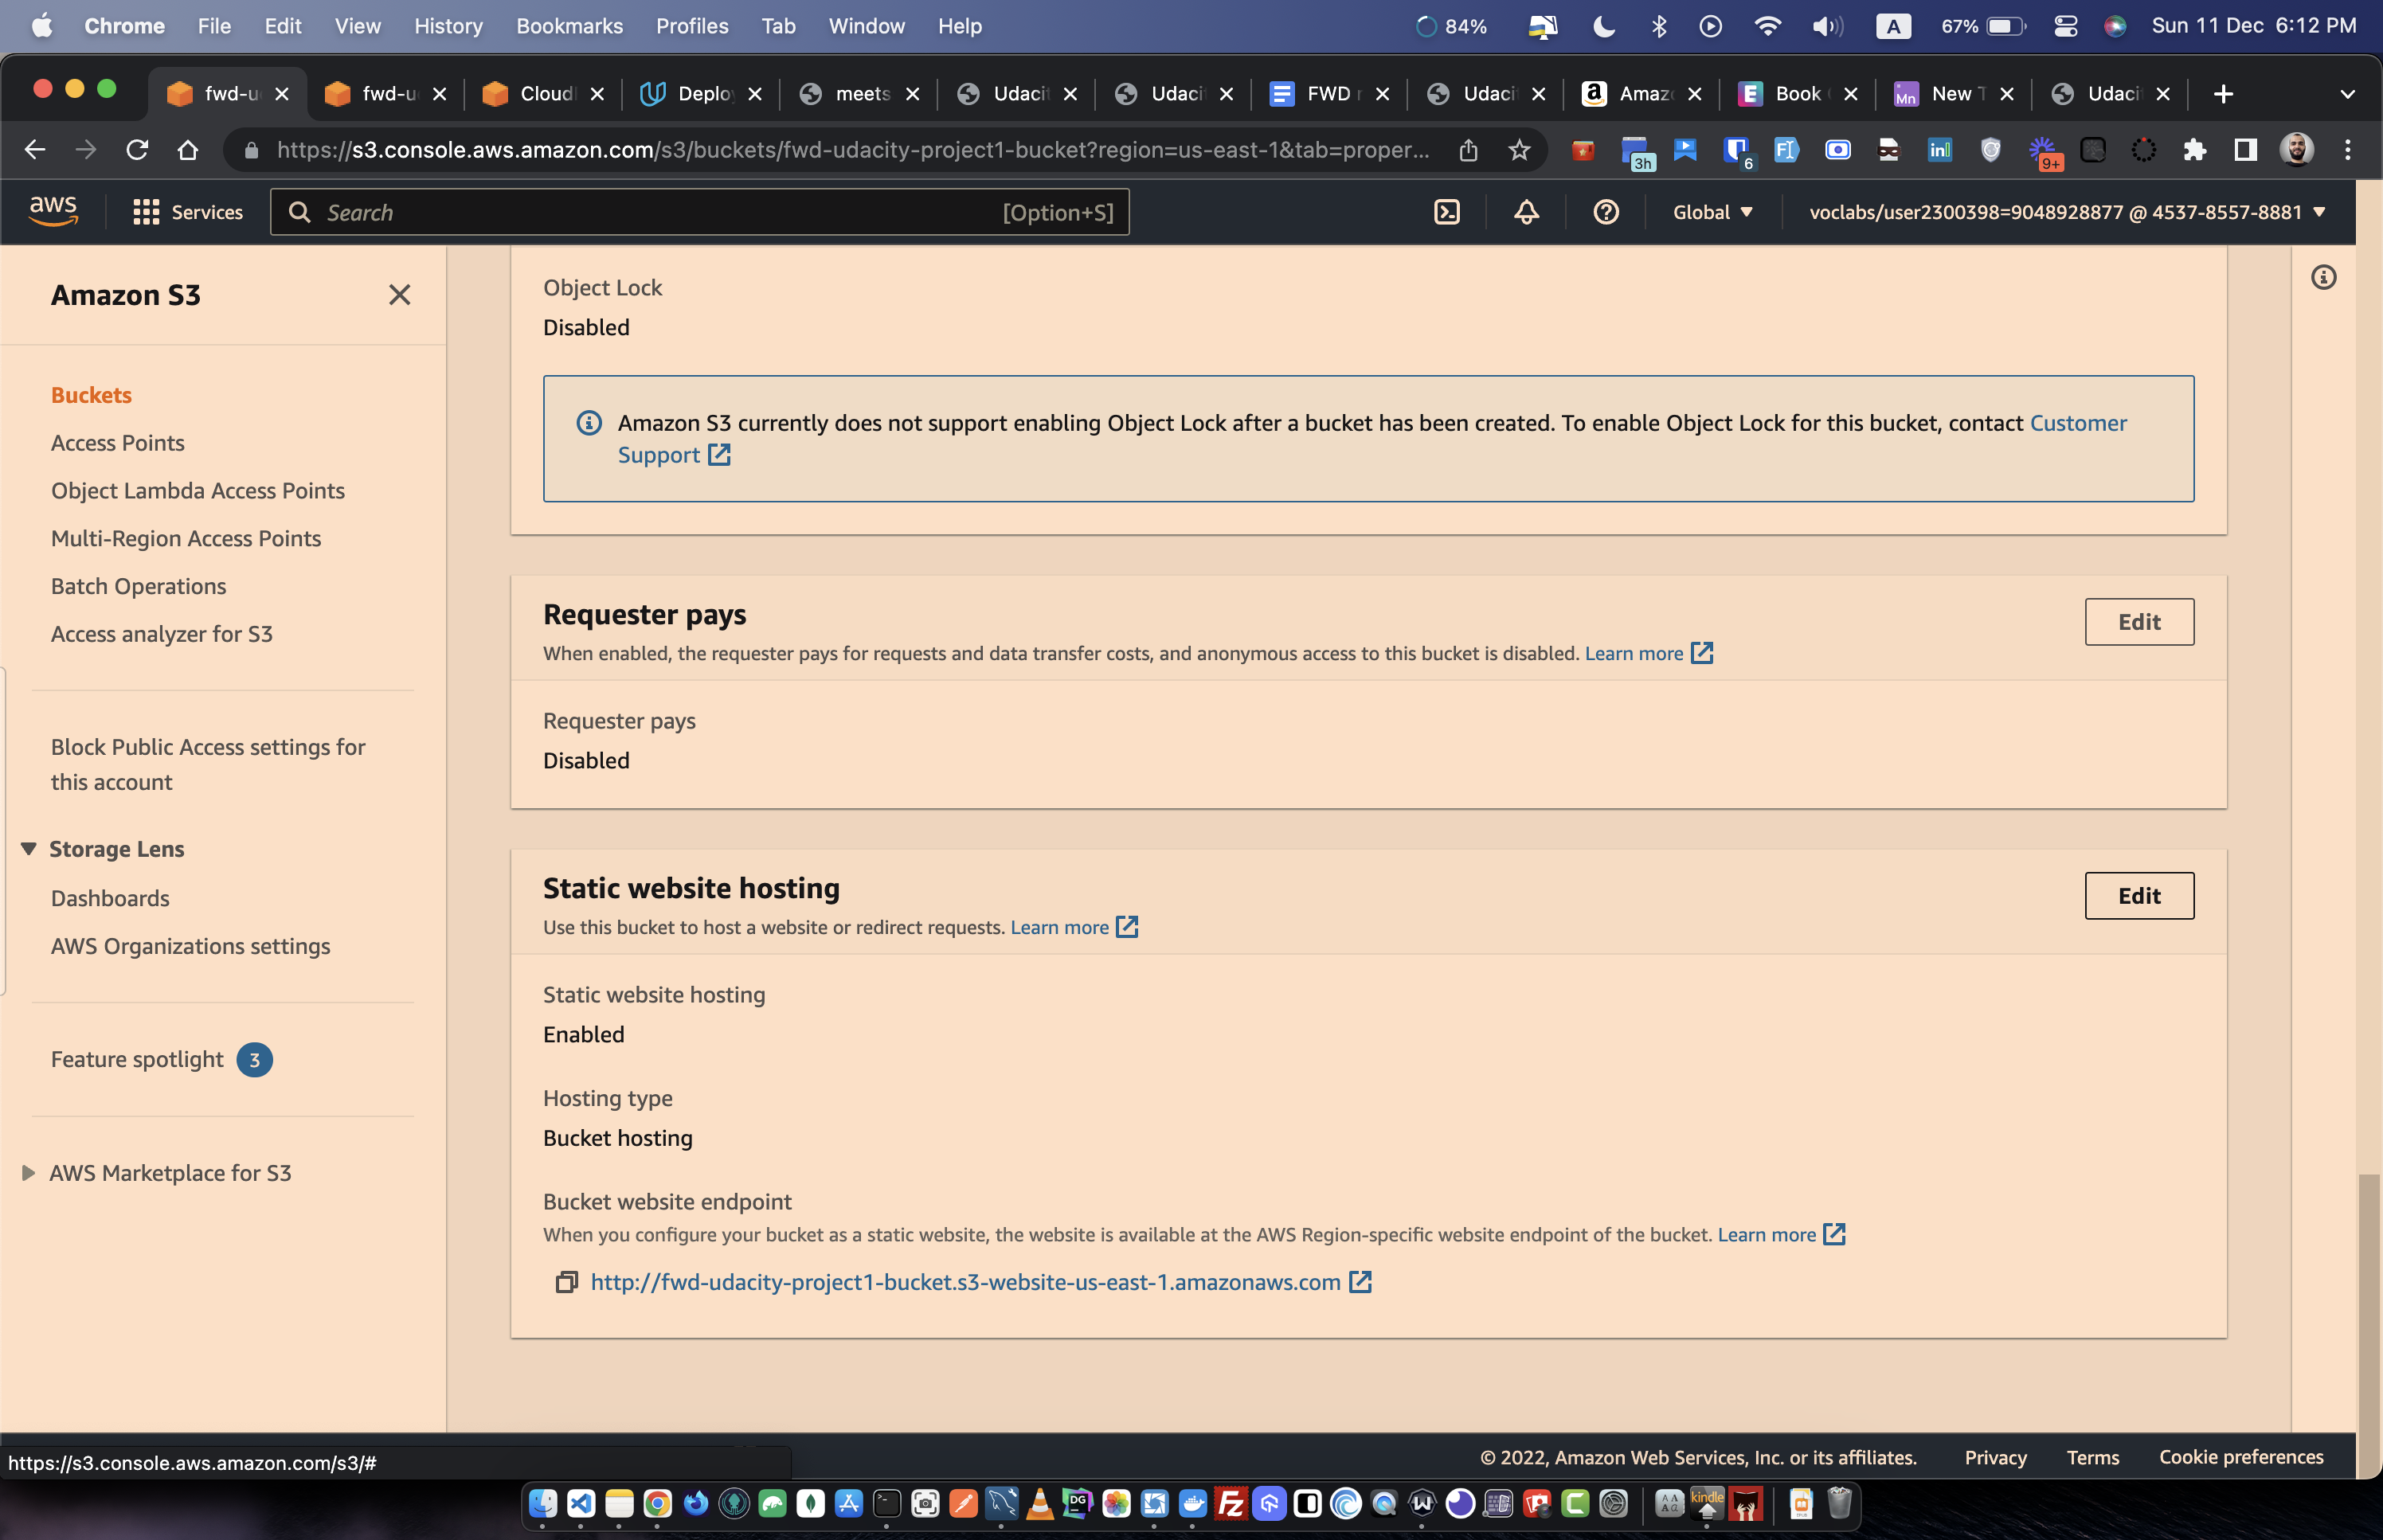 Chrome File Edit View History Bookmarks Profiles Tab Window Help 84% A 67% Sun 11 Dec 6:12 PM
fwd-u fwd-u Cloud Deplo meets Udaci Udaci FWD Udaci Amaz Book New T Udaci
https://s3.console.aws.amazon.com/s3/buckets/fwd-udacity-project1-bucket?region=us-east-1&tab=proper... 3h 6 9+
aws Services Search [Option+S] Global voclabs/user2300398=9048928877 @ 4537-8557-8881
Amazon S3
Buckets
Access Points
Object Lambda Access Points
Multi-Region Access Points
Batch Operations
Access analyzer for S3
Block Public Access settings for
this account
Storage Lens
Dashboards
AWS Organizations settings
Feature spotlight 3
AWS Marketplace for S3
Object Lock
Disabled
Amazon S3 currently does not support enabling Object Lock after a bucket has been created. To enable Object Lock for this bucket, contact Customer
Support
Requester pays
Edit
When enabled, the requester pays for requests and data transfer costs, and anonymous access to this bucket is disabled. Learn more
Requester pays
Disabled
Static website hosting
Edit
Use this bucket to host a website or redirect requests. Learn more
Static website hosting
Enabled
Hosting type
Bucket hosting
Bucket website endpoint
When you configure your bucket as a static website, the website is available at the AWS Region-specific website endpoint of the bucket. Learn more
http://fwd-udacity-project1-bucket.s3-website-us-east-1.amazonaws.com
https://s3.console.aws.amazon.com/s3/#
© 2022, Amazon Web Services, Inc. or its affiliates. Privacy Terms Cookie preferences
DG Fz kindle